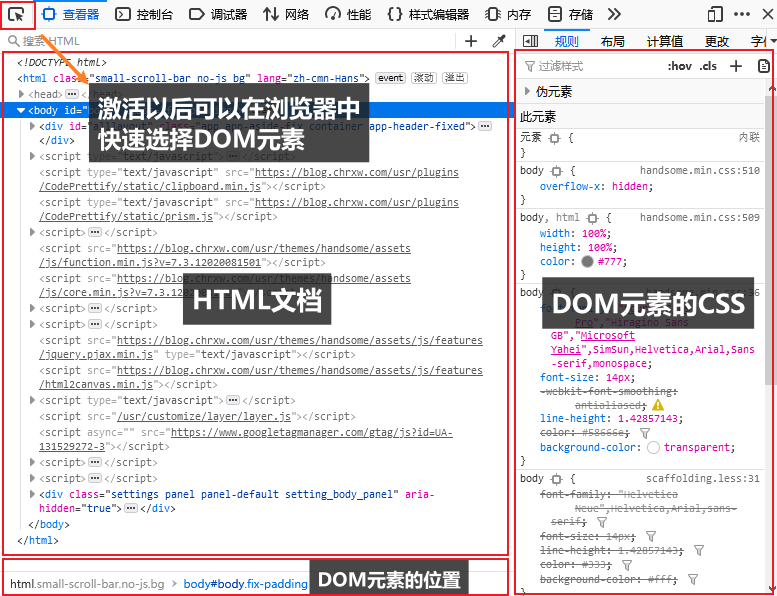 查看器 控制台 调试器 网络 性能 {} 样式编辑器 内存 存储
搜索 HTML
<!DOCTYPE html>
<html class="small-scroll-bar no-js bg" lang="zh-cmn-Hans"> event 滚动 溢出
<head> ··· </head>
<body id="
激活以后可以在浏览器中
快速选择DOM元素
<div id="alllayout" class="app app-aside-fix container app-header-fixed"> ···
</div>
<script type="text/javascript"> ··· </script>
<script type="text/javascript" src="https://blog.chrxw.com/usr/plugins
/CodePrettify/static/clipboard.min.js"></script>
<script type="text/javascript" src="https://blog.chrxw.com/usr/plugins
/CodePrettify/static/prism.js"></script>
<script> ··· </script>
<script src="https://blog.chrxw.com/usr/themes/handsome/assets
/js/function.min.js?v=7.3.12020081501"></script>
<script src="https://blog.chrxw.com/usr/themes/handsome/assets
/js/core.min.js?v=7.3.120
HTML文档
<script> ··· </script>
<script> ··· </script>
<script src="https://blog.chrxw.com/usr/themes/handsome/assets/js/features
/jquery.pjax.min.js" type="text/javascript"></script>
<script src="https://blog.chrxw.com/usr/themes/handsome/assets/js/features
/html2canvas.min.js"></script>
<script type="text/javascript"> ··· </script>
<script src="/usr/customize/layer/layer.js"></script>
<script async="" src="https://www.googletagmanager.com/gtag/js?id=UA-
131529272-3"></script>
<script> ··· </script>
<script> ··· </script>
<div class="settings panel panel-default setting_body_panel" aria-
hidden="true"> ··· </div>
</body>
</html>
html.small-scroll-bar.no-js.bg > body#body.fix-padding
DOM元素的位置
规则 布局 计算值 更改 字
过滤样式 :hov .cls +
伪元素
此元素
元素 { 内联
}
body { handsome.min.css:510
overflow-x: hidden;
}
body, html { handsome.min.css:509
width: 100%;
height: 100%;
color: #777;
}
body
DOM元素的CSS
Pro","Hiragino Sans
GB","Microsoft
Yahei",SimSun,Helvetica,Arial,Sans
-serif,monospace;
font-size: 14px;
-webkit-font-smoothing:
antialiased;
line-height: 1.42857143;
color: #58666e;
background-color: transparent;
}
body { scaffolding.less:31
font-family: "Helvetica
Neue",Helvetica,Arial,sans-
serif;
font-size: 14px;
line-height: 1.42857143;
color: #333;
background-color: #fff;
}